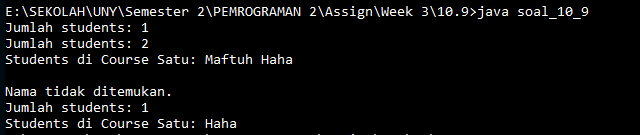 E:\SEKOLAH\UNY\Semester 2\PEMROGRAMAN 2\Assign\Week 3\10.9>java soal_10_9
Jumlah students: 1
Jumlah students: 2
Students di Course Satu: Maftuh Haha
Nama tidak ditemukan.
Jumlah students: 1
Students di Course Satu: Haha